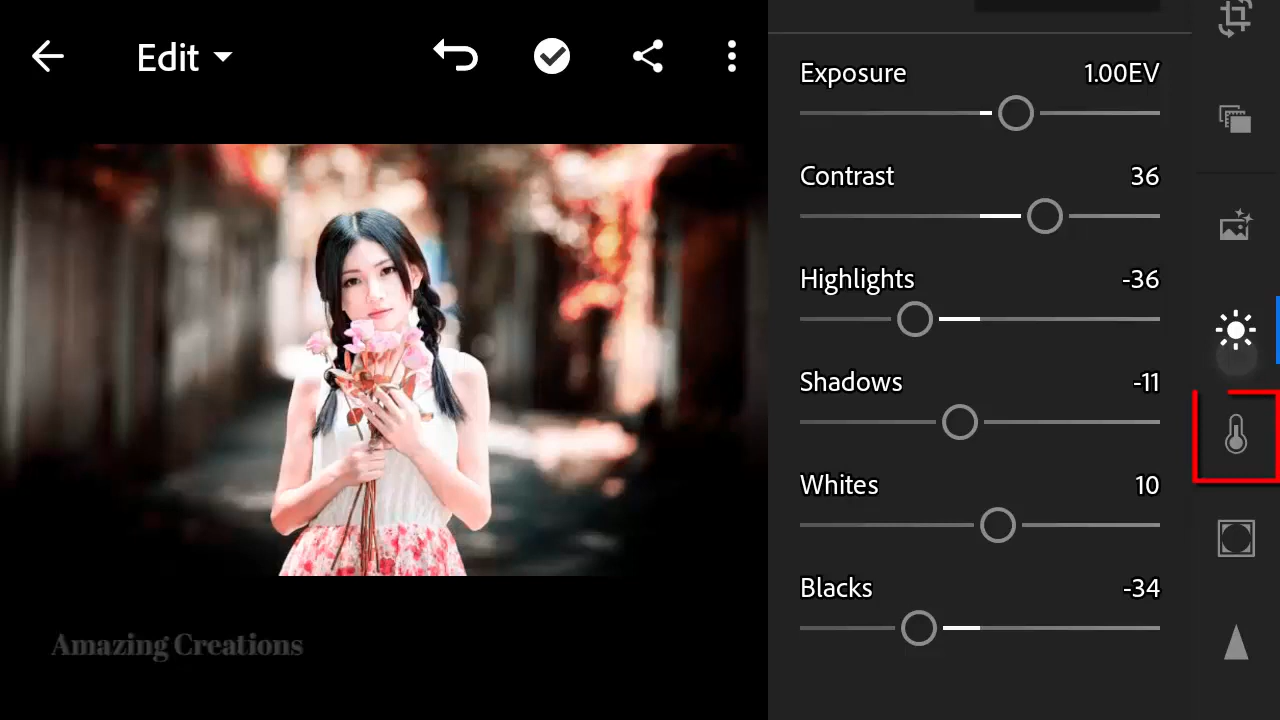 Edit
Exposure 1.00EV
Contrast 36
Highlights -36
Shadows -11
Whites 10
Blacks -34
Amazing Creations